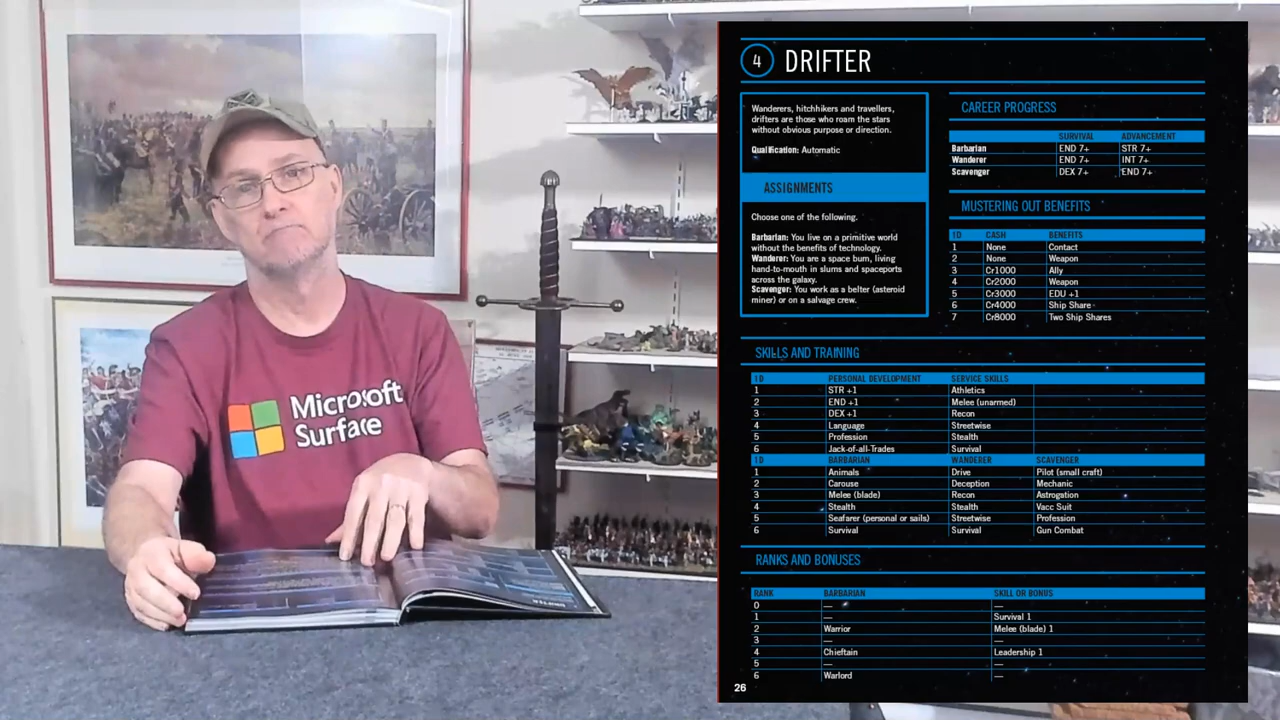 Microsoft
Surface
4 DRIFTER
Wanderers, hitchhikers and travellers,
drifters are those who roam the stars
without obvious purpose or direction.
Qualification: Automatic
ASSIGNMENTS
Choose one of the following.
Barbarian: You live on a primitive world
without the benefits of technology.
Wanderer: You are a space bum, living
hand-to-mouth in slums and spaceports
across the galaxy.
Scavenger: You work as a belter (asteroid
miner) or on a salvage crew.
CAREER PROGRESS
SURVIVAL ADVANCEMENT
Barbarian END 7+ STR 7+
Wanderer END 7+ INT 7+
Scavenger DEX 7+ END 7+
MUSTERING OUT BENEFITS
1D CASH BENEFITS
1 None Contact
2 None Weapon
3 Cr1000 Ally
4 Cr2000 Weapon
5 Cr3000 EDU +1
6 Cr4000 Ship Share
7 Cr8000 Two Ship Shares
SKILLS AND TRAINING
1D PERSONAL DEVELOPMENT SERVICE SKILLS
1 STR +1 Athletics
2 END +1 Melee (unarmed)
3 DEX +1 Recon
4 Language Streetwise
5 Profession Stealth
6 Jack-of-all-Trades Survival
1D BARBARIAN WANDERER SCAVENGER
1 Animals Drive Pilot (small craft)
2 Carouse Deception Mechanic
3 Melee (blade) Recon Astrogation
4 Stealth Stealth Vacc Suit
5 Seafarer (personal or sails) Streetwise Profession
6 Survival Survival Gun Combat
RANKS AND BONUSES
RANK BARBARIAN SKILL OR BONUS
0 — —
1 — Survival 1
2 Warrior Melee (blade) 1
3 — —
4 Chieftain Leadership 1
5 — —
6 Warlord —
26